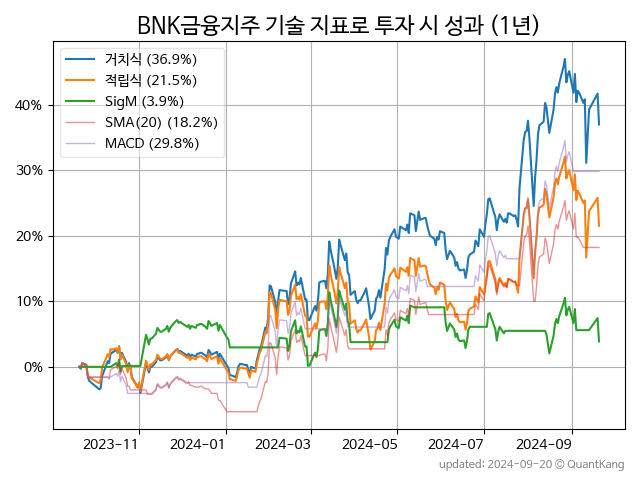 BNK금융지주 기술 지표로 투자 시 성과 (1년)
거치식 (36.9%)
적립식 (21.5%)
SigM (3.9%)
SMA(20) (18.2%)
MACD (29.8%)
40%
30%
20%
10%
0%
2023-11 2024-01 2024-03 2024-05 2024-07 2024-09
updated: 2024-09-20 © QuantKang